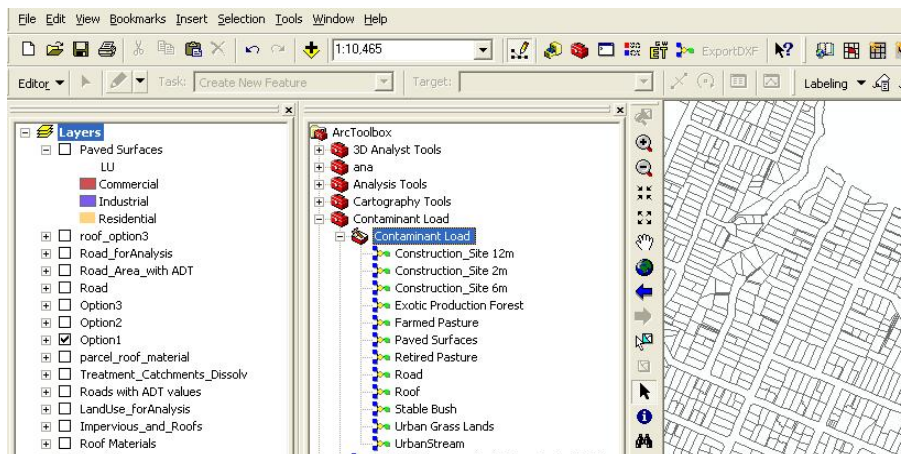 File Edit View Bookmarks Insert Selection Tools Window Help
1:10,465 ExportDXF
Editor Task: Create New Feature Target: Labeling
Layers
Paved Surfaces
LU
Commercial
Industrial
Residential
roof_option3
Road_forAnalysis
Road_Area_with ADT
Road
Option3
Option2
Option1
parcel_roof_material
Treatment_Catchments_Dissolv
Roads with ADT values
LandUse_forAnalysis
Impervious_and_Roofs
Roof Materials
ArcToolbox
3D Analyst Tools
ana
Analysis Tools
Cartography Tools
Contaminant Load
Contaminant Load
Construction_Site 12m
Construction_Site 2m
Construction_Site 6m
Exotic Production Forest
Farmed Pasture
Paved Surfaces
Retired Pasture
Road
Roof
Stable Bush
Urban Grass Lands
UrbanStream